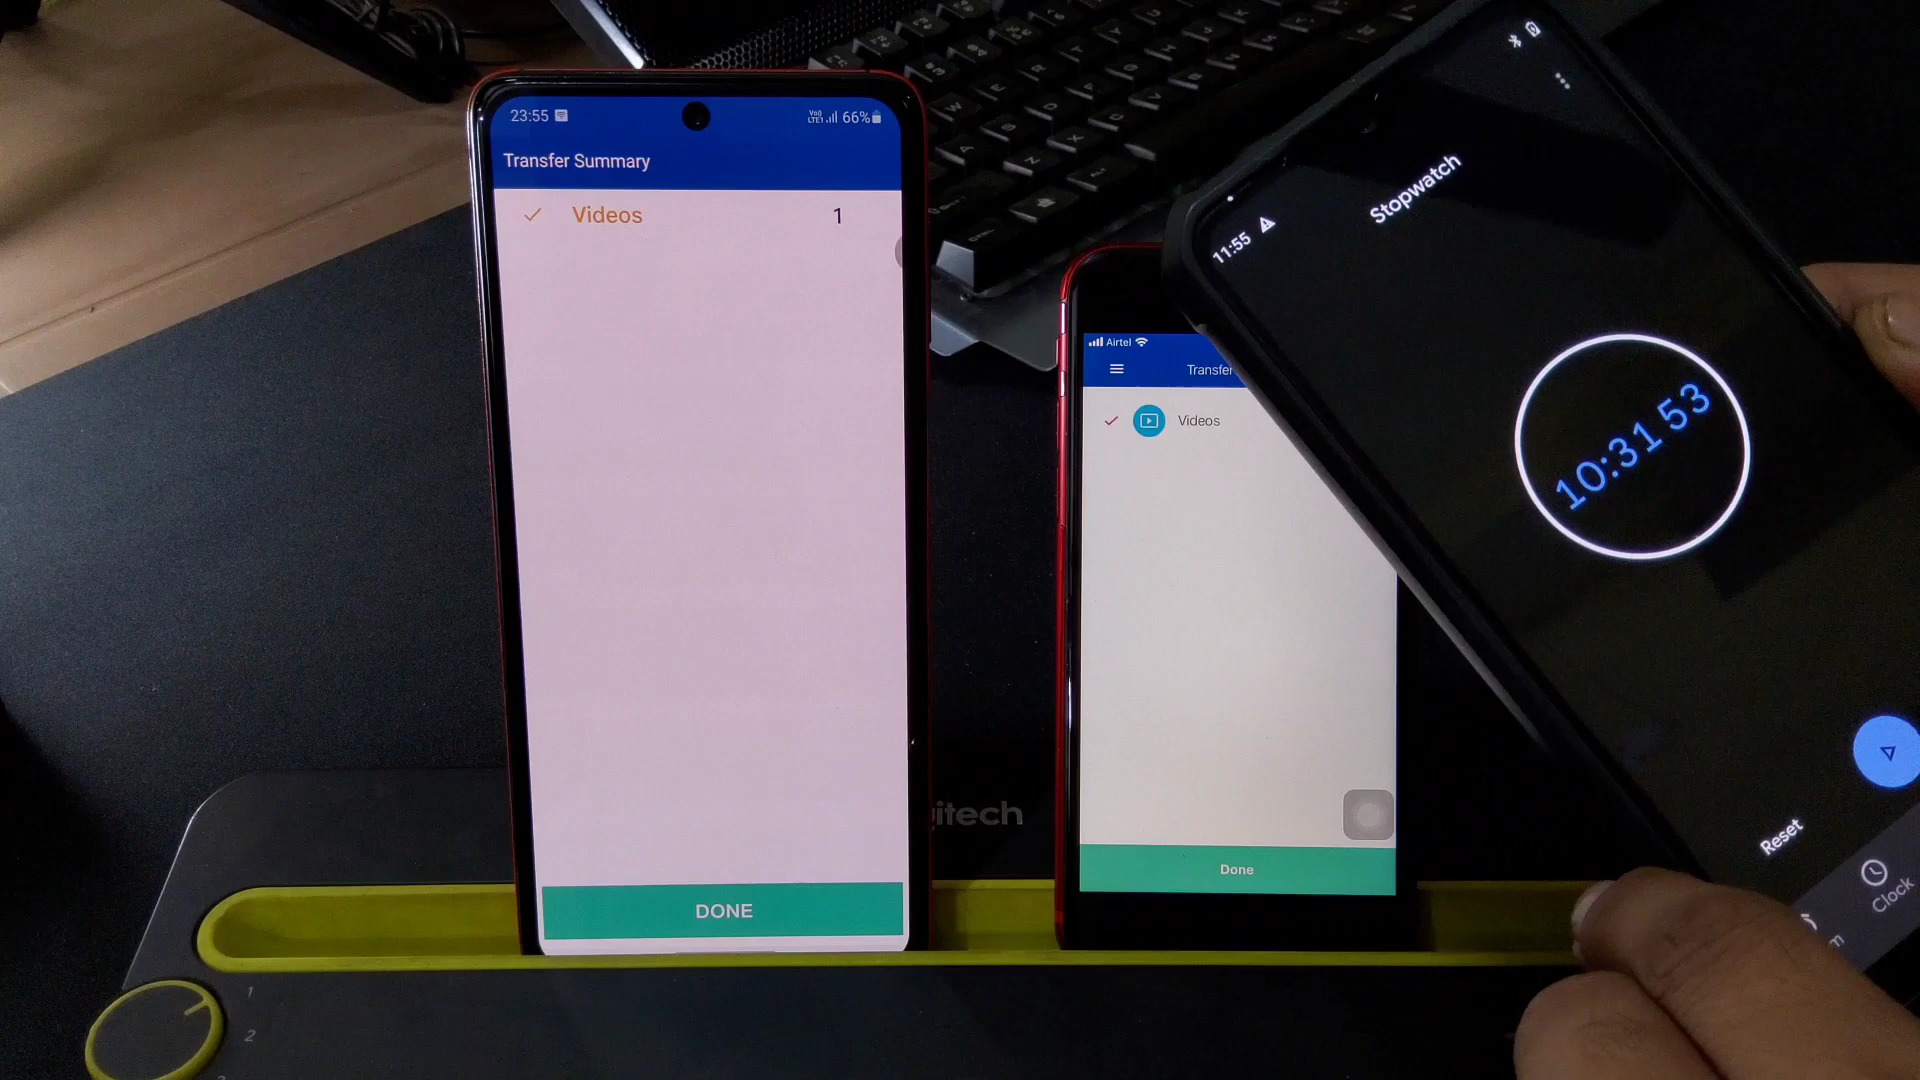 23:55
66%
Transfer Summary
Videos 1
DONE
Airtel
Transfer
Videos
Done
11:55
Stopwatch
10:31 53
Reset
Clock
itech
1
2